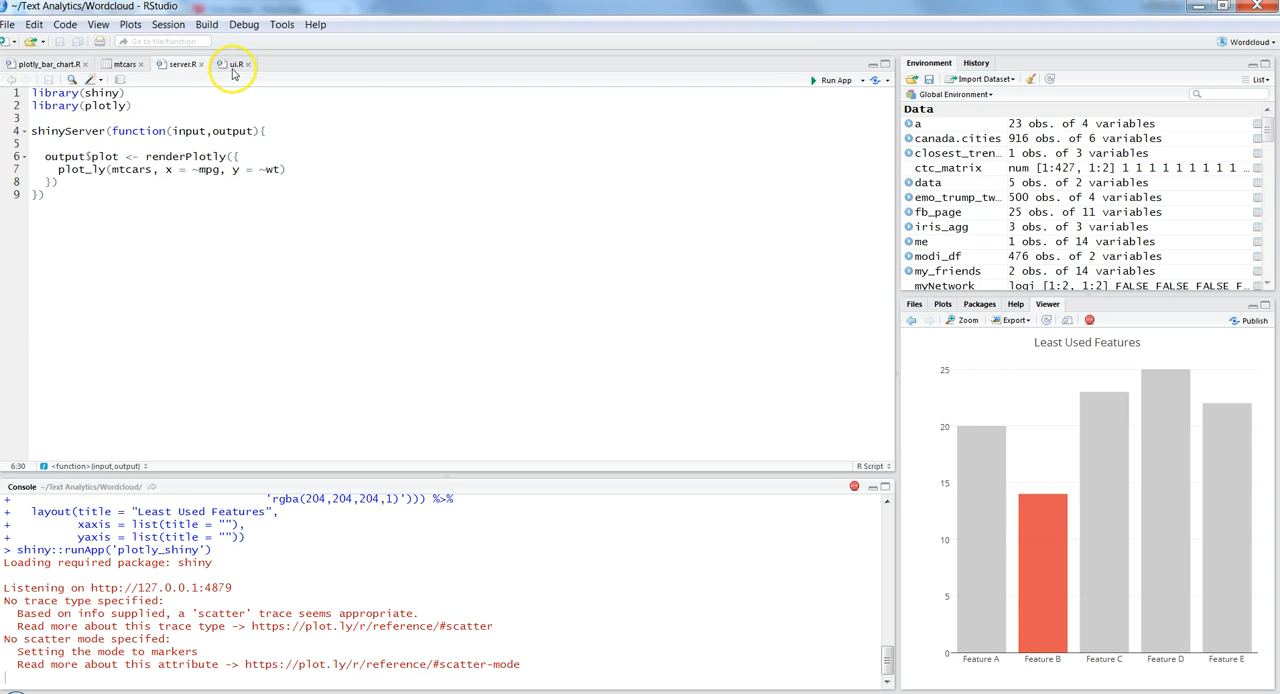 ~/Text Analytics/Wordcloud - RStudio
File Edit Code View Plots Session Build Debug Tools Help
Go to file/function
Wordcloud
plotly_bar_chart.R mtcars server.R ui.R
Run App
1 library(shiny)
2 library(plotly)
3
4 shinyServer(function(input,output){
5
6 output$plot <- renderPlotly({
7 plot_ly(mtcars, x = ~mpg, y = ~wt)
8 })
9 })
6:30 <function>(input,output) R Script
Console ~/Text Analytics/Wordcloud/
+ 'rgba(204,204,204,1)'))) %>%
+ layout(title = "Least Used Features",
+ xaxis = list(title = ""),
+ yaxis = list(title = ""))
> shiny::runApp('plotly_shiny')
Loading required package: shiny
Listening on http://127.0.0.1:4879
No trace type specified:
Based on info supplied, a 'scatter' trace seems appropriate.
Read more about this trace type -> https://plot.ly/r/reference/#scatter
No scatter mode specifed:
Setting the mode to markers
Read more about this attribute -> https://plot.ly/r/reference/#scatter-mode
Environment History
Import Dataset List
Global Environment
Data
a 23 obs. of 4 variables
canada.cities 916 obs. of 6 variables
closest_tren… 1 obs. of 3 variables
ctc_matrix num [1:427, 1:2] 1 1 1 1 1 1 1 1 1 ...
data 5 obs. of 2 variables
emo_trump_tw… 500 obs. of 4 variables
fb_page 25 obs. of 11 variables
iris_agg 3 obs. of 3 variables
me 1 obs. of 14 variables
modi_df 476 obs. of 2 variables
my_friends 2 obs. of 14 variables
myNetwork logi [1:2, 1:2] FALSE FALSE FALSE F...
Files Plots Packages Help Viewer
Zoom Export Publish
Least Used Features
25
20
15
10
5
0
Feature A Feature B Feature C Feature D Feature E